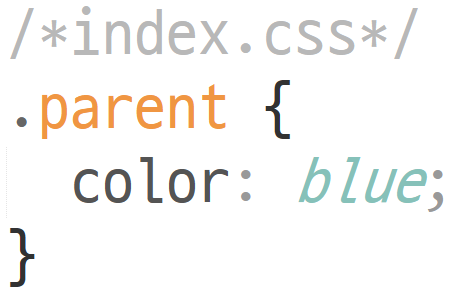 /*index.css*/
.parent {
  color: blue;
}